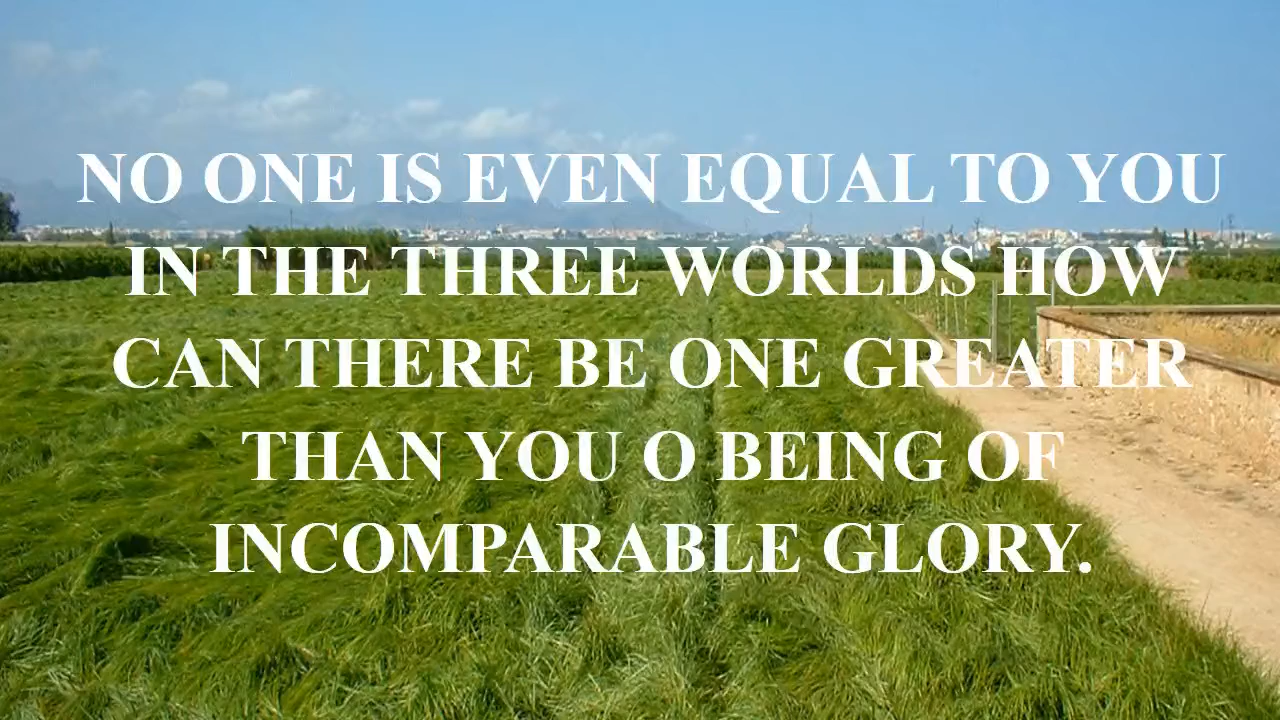 NO ONE IS EVEN EQUAL TO YOU
IN THE THREE WORLDS HOW
CAN THERE BE ONE GREATER
THAN YOU O BEING OF
INCOMPARABLE GLORY.